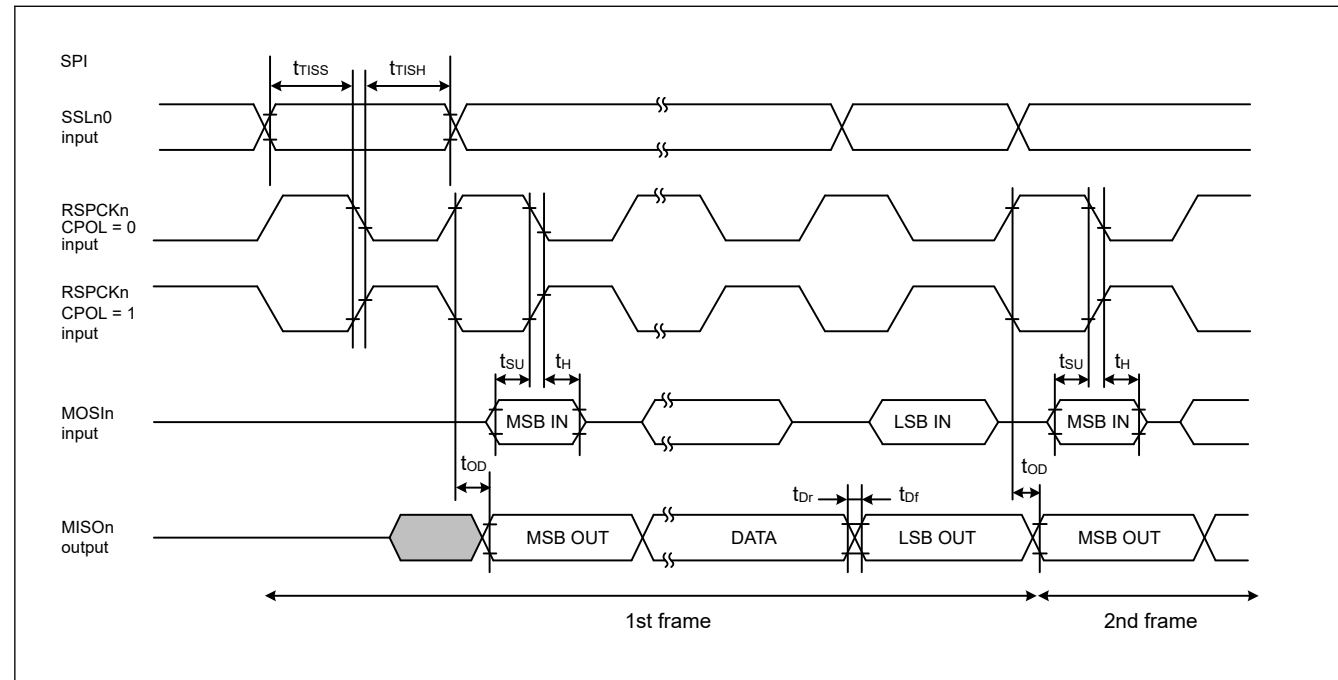 SPI
tTISS
tTISH
SSLn0
input
RSPCKn
CPOL = 0
input
RSPCKn
CPOL = 1
input
tSU
tH
tSU
tH
MOSIn
input
MSB IN
LSB IN
MSB IN
tOD
tDr
tDf
tOD
MISOn
output
MSB OUT
DATA
LSB OUT
MSB OUT
1st frame
2nd frame